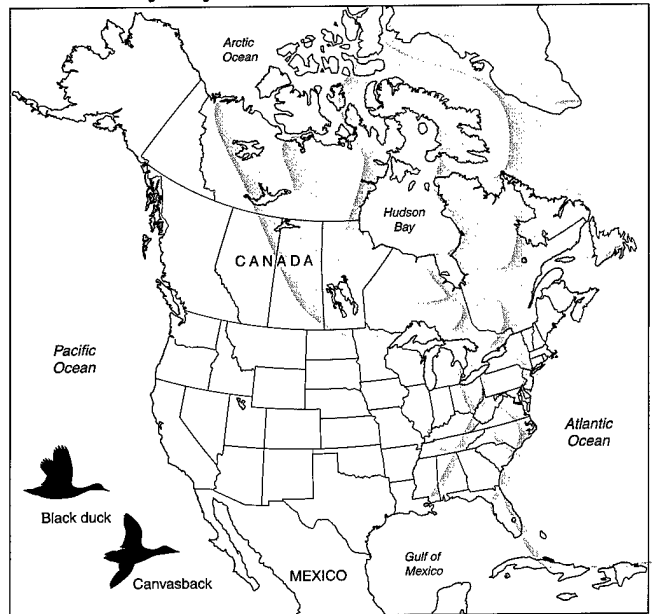 Arctic
Ocean
Hudson
Bay
CANADA
Pacific
Ocean
Atlantic
Ocean
Black duck
Canvasback
MEXICO
Gulf of
Mexico